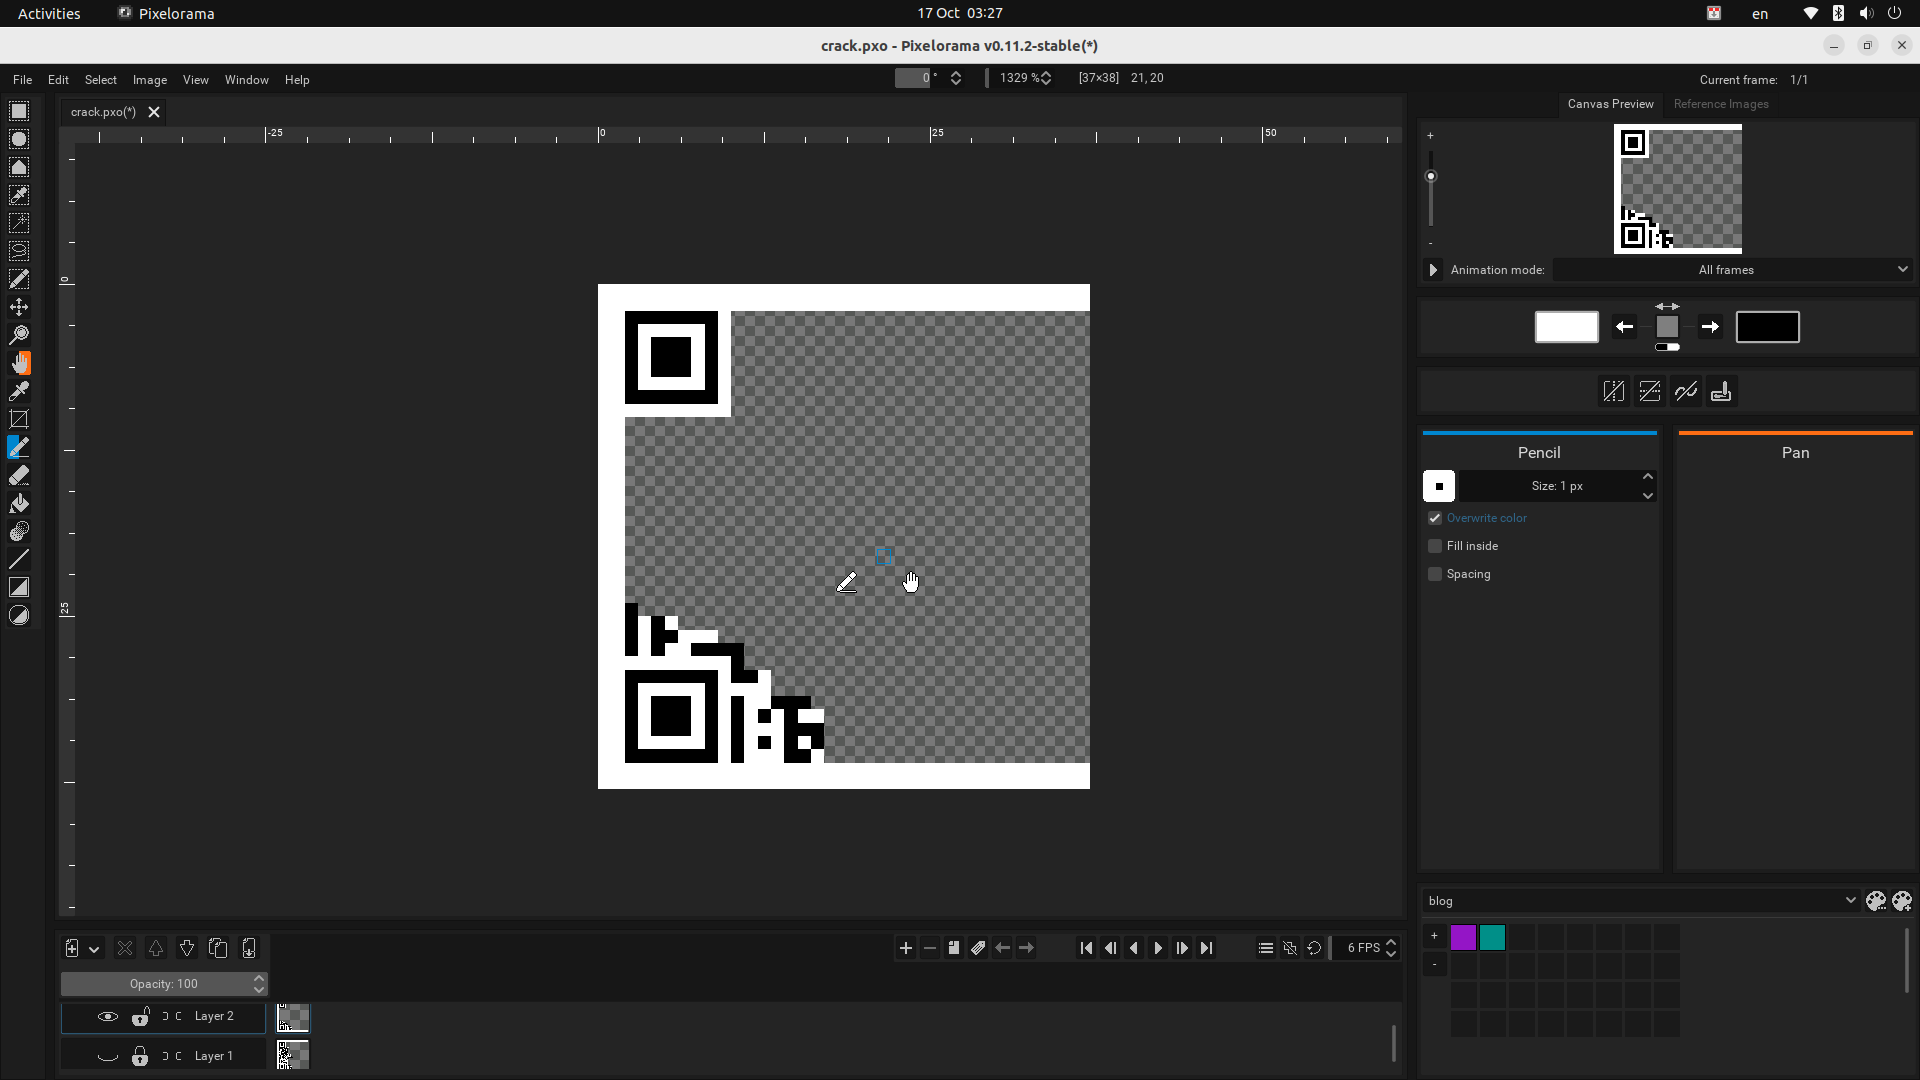 Activities Pixelorama 17 Oct 03:27 en
crack.pxo - Pixelorama v0.11.2-stable(*)
File Edit Select Image View Window Help 0 ° 1329 % [37×38] 21, 20 Current frame: 1/1
crack.pxo(*) Canvas Preview Reference Images
-25 0 25 50
+
0
-
Animation mode: All frames
Pencil Pan
Size: 1 px
Overwrite color
Fill inside
Spacing
25
blog
+
-
6 FPS
Opacity: 100
Layer 2
Layer 1